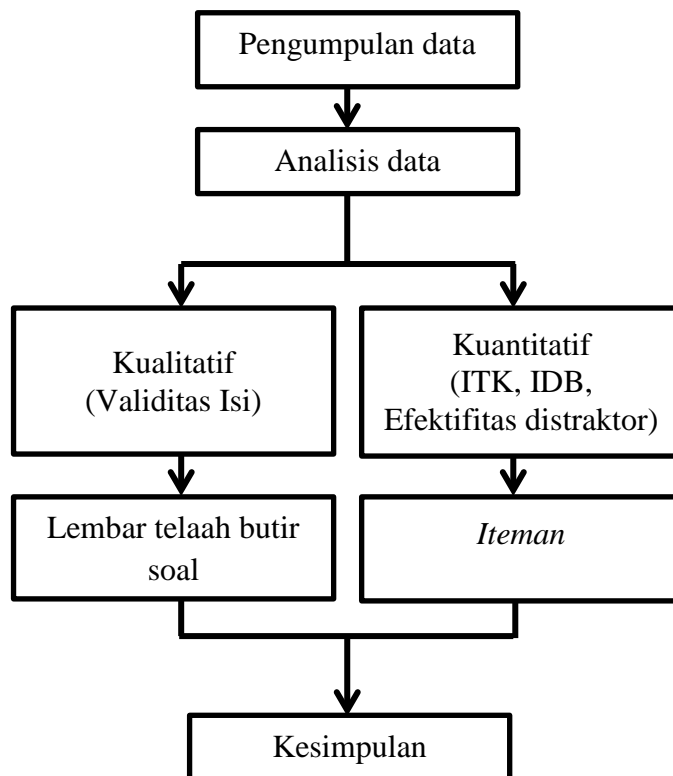 Pengumpulan data
Analisis data
Kualitatif
(Validitas Isi)
Kuantitatif
(ITK, IDB,
Efektifitas distraktor)
Lembar telaah butir
soal
Iteman
Kesimpulan